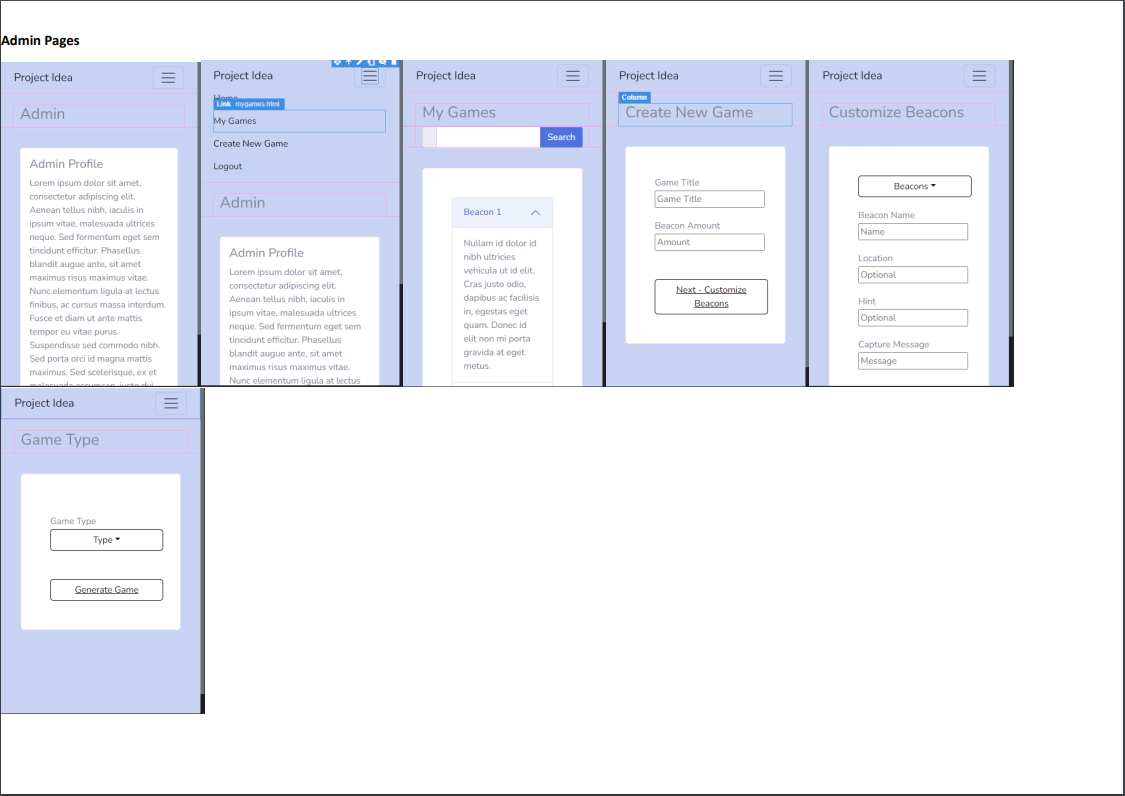 Admin Pages
Project Idea
Admin
Admin Profile
Lorem ipsum dolor sit amet,
consectetur adipiscing elit.
Aenean tellus nibh, iaculis in
ipsum vitae, malesuada ultrices
neque. Sed fermentum eget sem
tincidunt efficitur. Phasellus
blandit augue ante, sit amet
maximus risus maximus vitae.
Nunc elementum ligula at lectus
finibus, ac cursus massa interdum.
Fusce et diam ut ante mattis
tempor eu vitae purus.
Suspendisse sed commodo nibh.
Sed porta orci id magna mattis
maximus. Sed scelerisque, ex et
malesuada accumsan, justo dui
Project Idea
Home
Link mygames.html
My Games
Create New Game
Logout
Admin
Admin Profile
Lorem ipsum dolor sit amet,
consectetur adipiscing elit.
Aenean tellus nibh, iaculis in
ipsum vitae, malesuada ultrices
neque. Sed fermentum eget sem
tincidunt efficitur. Phasellus
blandit augue ante, sit amet
maximus risus maximus vitae.
Nunc elementum ligula at lectus
Project Idea
My Games
Search
Beacon 1
Nullam id dolor id
nibh ultricies
vehicula ut id elit.
Cras justo odio,
dapibus ac facilisis
in, egestas eget
quam. Donec id
elit non mi porta
gravida at eget
metus.
Project Idea
Column
Create New Game
Game Title
Game Title
Beacon Amount
Amount
Next - Customize
Beacons
Project Idea
Customize Beacons
Beacons
Beacon Name
Name
Location
Optional
Hint
Optional
Capture Message
Message
Project Idea
Game Type
Game Type
Type
Generate Game